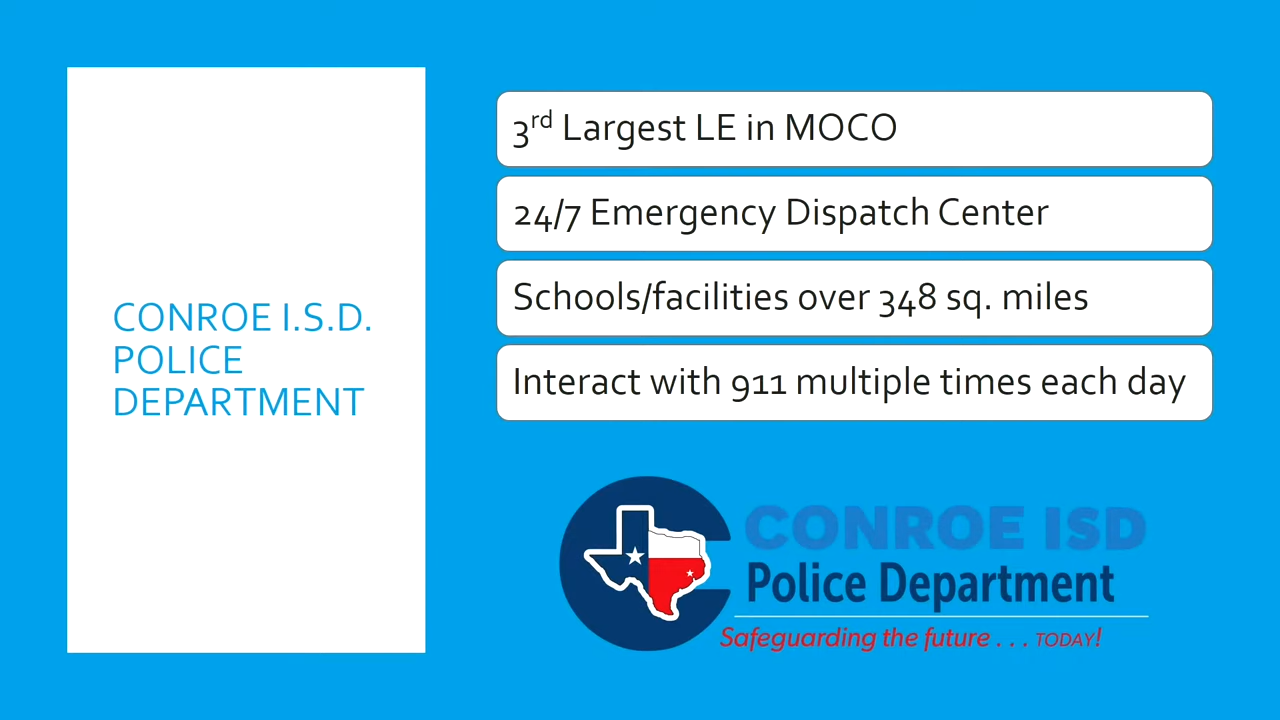 CONROE I.S.D.
POLICE
DEPARTMENT
3rd Largest LE in MOCO
24/7 Emergency Dispatch Center
Schools/facilities over 348 sq. miles
Interact with 911 multiple times each day
CONROE ISD
Police Department
Safeguarding the future . . . TODAY!